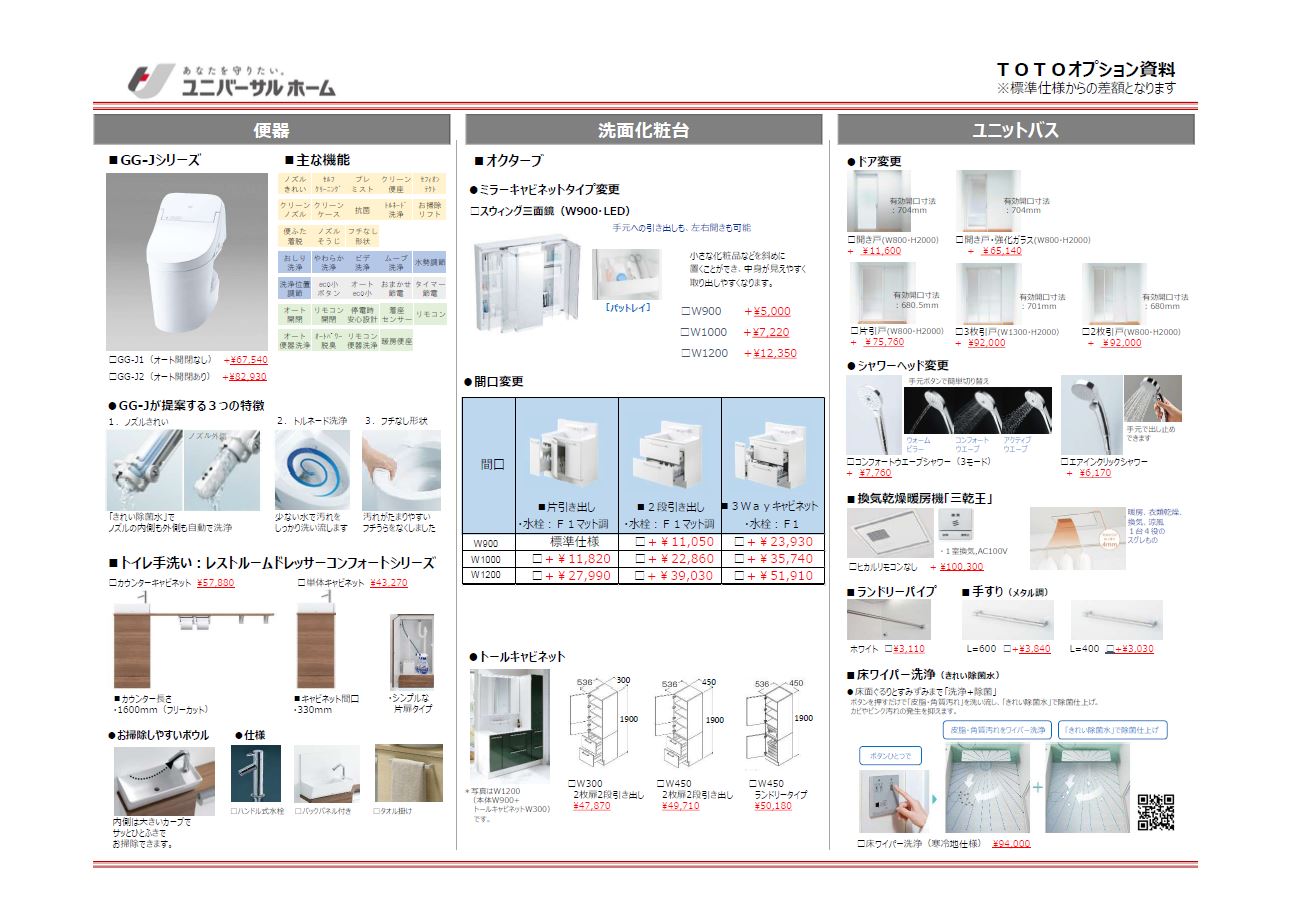 あなたを守りたい。
ユニバーサル ホーム
ＴＯＴＯオプション資料
※標準仕様からの差額となります
便器
■GG-Jシリーズ
■主な機能
ノズル
きれい
ｾﾙﾌ
ｸﾘｰﾆﾝｸﾞ
プレ
ミスト
クリーン
便座
クリーン
ノズル
クリーン
ケース
抗菌
ﾄﾙﾈｰﾄﾞ
洗浄
お掃除
リフト
便ふた
着脱
ノズル
そうじ
フチなし
形状
おしり
洗浄
やわらか
洗浄
ビデ
洗浄
ムーブ
洗浄
水勢調節
洗浄位置
調節
eco小
ボタン
オート
eco小
おまかせ
節電
タイマー
節電
オート
開閉
リモコン
開閉
停電時
安心設計
着座
センサー
リモコン
オート
便器洗浄
ｵｰﾄﾊﾟﾜｰ
脱臭
リモコン
便器洗浄
暖房便座
□GG-J1（オート開閉なし） +¥67,540
□GG-J2（オート開閉あり） +¥82,930
●GG-Jが提案する３つの特徴
１．ノズルきれい
２．トルネード洗浄
３．フチなし形状
ノズル外部
「きれい除菌水」で
ノズルの内側も外側も自動で洗浄
少ない水で汚れを
しっかり洗い流します
汚れがたまりやすい
フチうらをなくしました
■トイレ手洗い：レストルームドレッサーコンフォートシリーズ
□カウンターキャビネット ¥57,880
□単体キャビネット ¥43,270
■カウンター長さ
・1600mm（フリーカット）
■キャビネット間口
・330mm
・シンプルな
片扉タイプ
●お掃除しやすいボウル
●仕様
内側は大きいカーブで
サッとひとふきで
お掃除できます。
□ハンドル式水栓
□バックパネル付き
□タオル掛け
洗面化粧台
■オクターブ
●ミラーキャビネットタイプ変更
□スウィング三面鏡（W900･LED）
手元への引き出しも、左右開きも可能
［パットレイ］
小さな化粧品などを斜めに
置くことができ、中身が見えやすく
取り出しやすくなります。
□W900 +¥5,000
□W1000 +¥7,220
□W1200 +¥12,350
●間口変更
間口
■片引き出し
・水栓：Ｆ１マット調
■２段引き出し
・水栓：Ｆ１マット調
■３Ｗａｙキャビネット
・水栓：Ｆ１
W900 標準仕様 □+￥11,050 □+￥23,930
W1000 □+￥11,820 □+￥22,860 □+￥35,740
W1200 □+￥27,990 □+￥39,030 □+￥51,910
●トールキャビネット
536 300
1900
536 450
1900
536 450
1900
＊写真はW1200
（本体W900+
トールキャビネットW300）
です。
□W300
2枚扉2段引き出し
¥47,870
□W450
2枚扉2段引き出し
¥49,710
□W450
ランドリータイプ
¥50,180
ユニットバス
●ドア変更
有効開口寸法
：704mm
有効開口寸法
：704mm
□開き戸(W800-H2000)
+ ¥11,600
□開き戸・強化ガラス(W800-H2000)
+ ¥65,140
有効開口寸法
：680.5mm
有効開口寸法
：701mm
有効開口寸法
：680mm
□片引戸(W800-H2000)
+ ¥75,760
□3枚引戸(W1300-H2000)
+ ¥92,000
□2枚引戸(W800-H2000)
+ ¥92,000
●シャワーヘッド変更
手元ボタンで簡単切り替え
ウォーム
ピラー
コンフォート
ウエーブ
アクティブ
ウエーブ
手元で出し止め
できます
□コンフォートウエーブシャワー（3モード）
+ ¥7,760
□エアインクリックシャワー
+ ¥6,170
■換気乾燥暖房機「三乾王」
・１室換気,AC100V
暖房、衣類乾燥、
換気、涼風
１台４役の
スグレもの
□ヒカルリモコンなし + ¥100,300
■ランドリーパイプ
■手すり（メタル調）
ホワイト □¥3,110
L=600 □+¥3,840
L=400 □+¥3,030
■床ワイパー洗浄（きれい除菌水）
●床面ぐるりとすみずみまで「洗浄+除菌」
ボタンを押すだけで「皮脂・角質汚れ」を洗い流し、「きれい除菌水」で除菌仕上げ。
カビやピンク汚れの発生を抑えます。
皮脂・角質汚れをワイパー洗浄
「きれい除菌水」で除菌仕上げ
ボタンひとつで
+
□床ワイパー洗浄（寒冷地仕様） ¥94,000